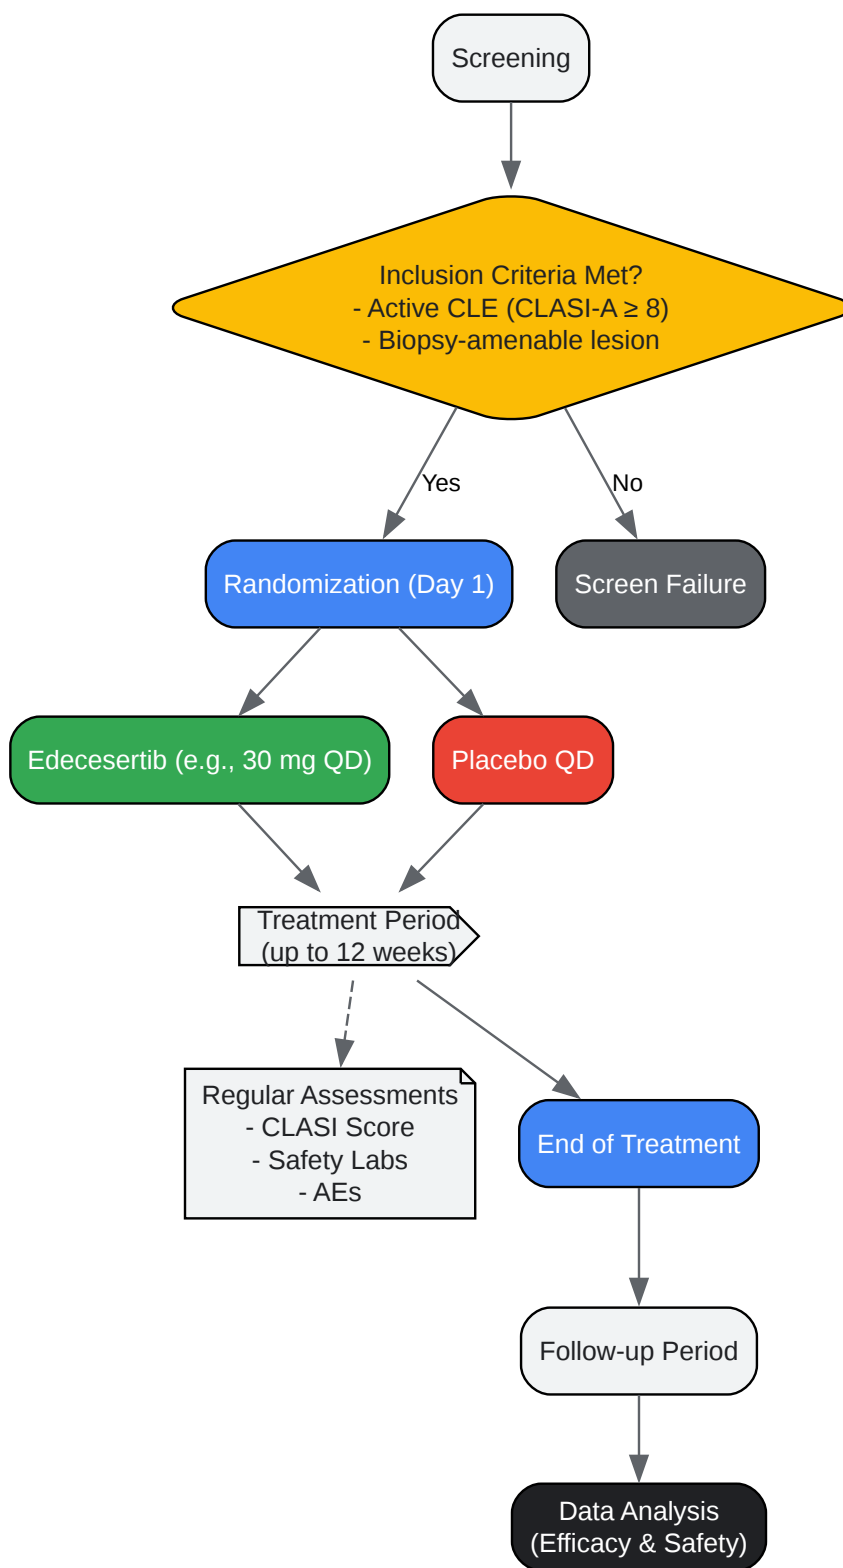 Screening
Inclusion Criteria Met?
- Active CLE (CLASI-A ≥ 8)
- Biopsy-amenable lesion
Yes
No
Randomization (Day 1)
Screen Failure
Edecesertib (e.g., 30 mg QD)
Placebo QD
Treatment Period
(up to 12 weeks)
Regular Assessments
- CLASI Score
- Safety Labs
- AEs
End of Treatment
Follow-up Period
Data Analysis
(Efficacy & Safety)